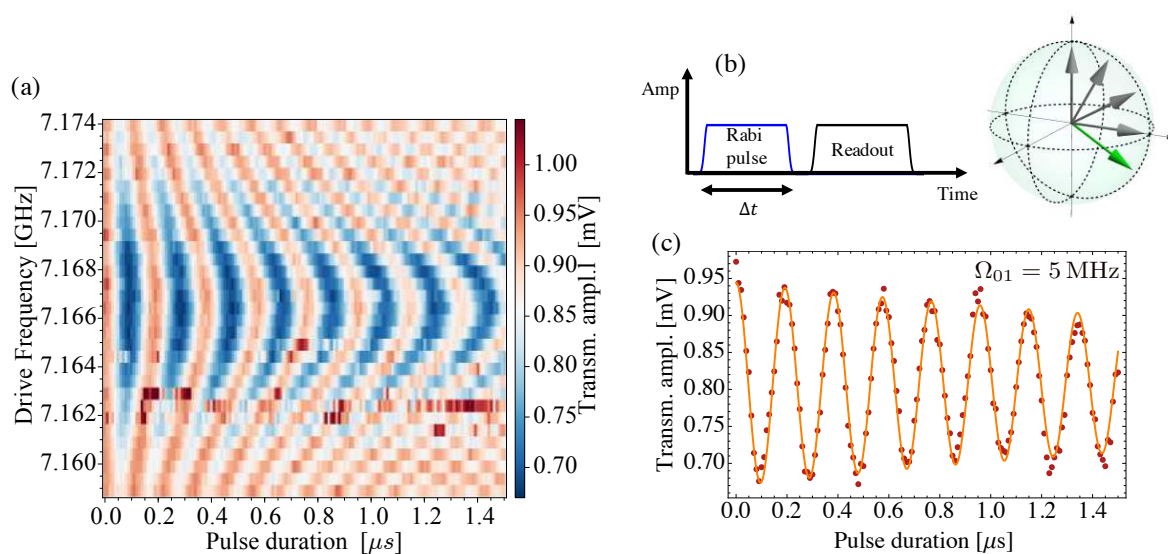 (a)
7.174
7.172
7.170
7.168
7.166
7.164
7.162
7.160
Drive Frequency [GHz]
0.0 0.2 0.4 0.6 0.8 1.0 1.2 1.4
Pulse duration [μs]
1.00
0.95
0.90
0.85
0.80
0.75
0.70
Transm. ampl.l [mV]
(b)
Amp
Rabi
pulse
Readout
Time
Δt
(c)
Ω01 = 5 MHz
0.95
0.90
0.85
0.80
0.75
0.70
Transm. ampl. [mV]
0.0 0.2 0.4 0.6 0.8 1.0 1.2 1.4
Pulse duration [μs]